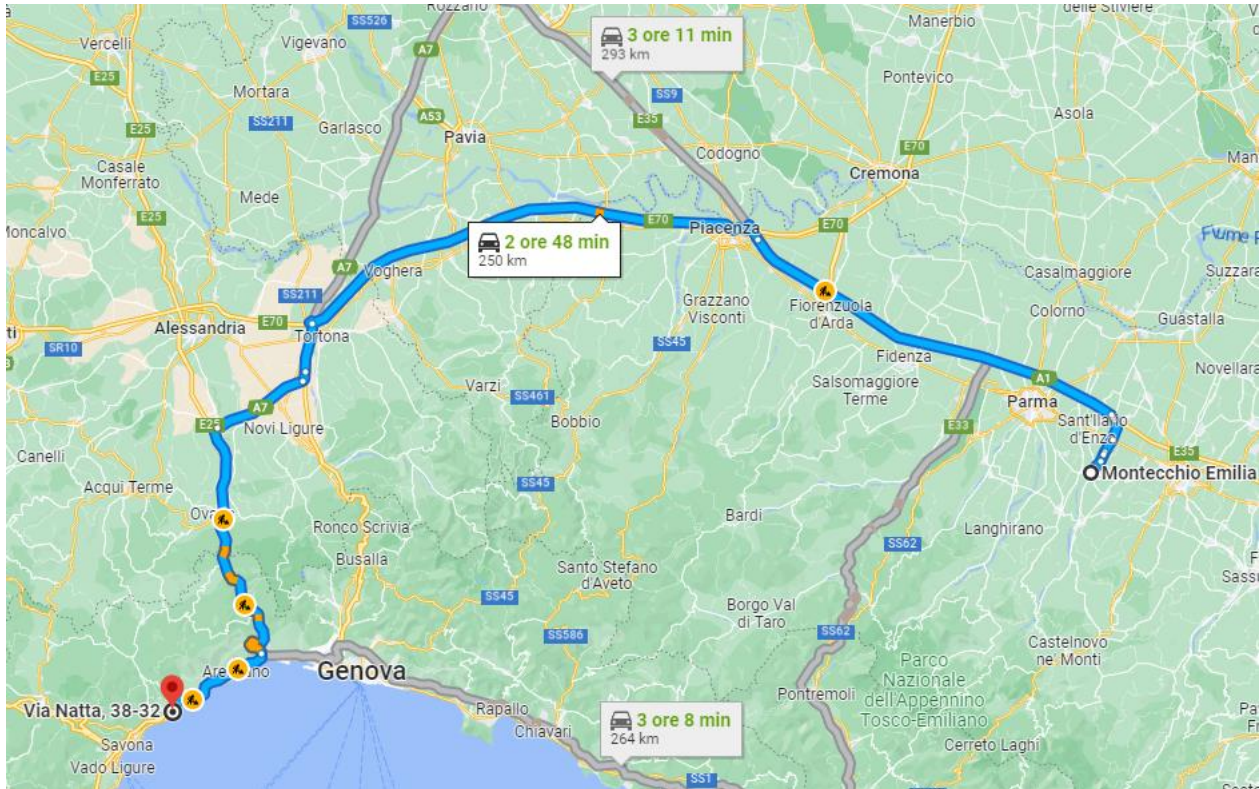 Rozzano
delle Stiviere
SS526
Manerbio
Vercelli
Vigevano
A7
3 ore 11 min
293 km
E25
Pontevico
Mortara
SS9
SS211
Garlasco
A53
E35
Asola
E25
Pavia
Codogno
E70
Casale
Monferrato
Mede
Cremona
Man
E25
Moncalvo
E70
Piacenza
E70
2 ore 48 min
250 km
Fiume
A7
Voghera
Casalmaggiore
Suzzara
SS211
Grazzano
Visconti
Fiorenzuola
d'Arda
Colorno
Guastalla
ti
Alessandria
E70
Tortona
SS45
SR10
Fidenza
Novellara
Varzi
SS461
Salsomaggiore
Terme
A1
Parma
A7
E25
Novi Ligure
Bobbio
E33
Sant'Ilario
d'Enza
E35
Canelli
Montecchio Emilia
Acqui Terme
SS45
Bardi
Ronco Scrivia
Langhirano
SS62
Busalla
Santo Stefano
d'Aveto
Sass
SS45
Borgo Val
di Taro
SS586
SS62
Castelnovo
ne' Monti
Genova
Parco
Nazionale
dell'Appennino
Tosco-Emiliano
Pontremoli
Via Natta, 38-32
Rapallo
3 ore 8 min
264 km
Chiavari
Savona
Cerreto Laghi
Vado Ligure
SS1